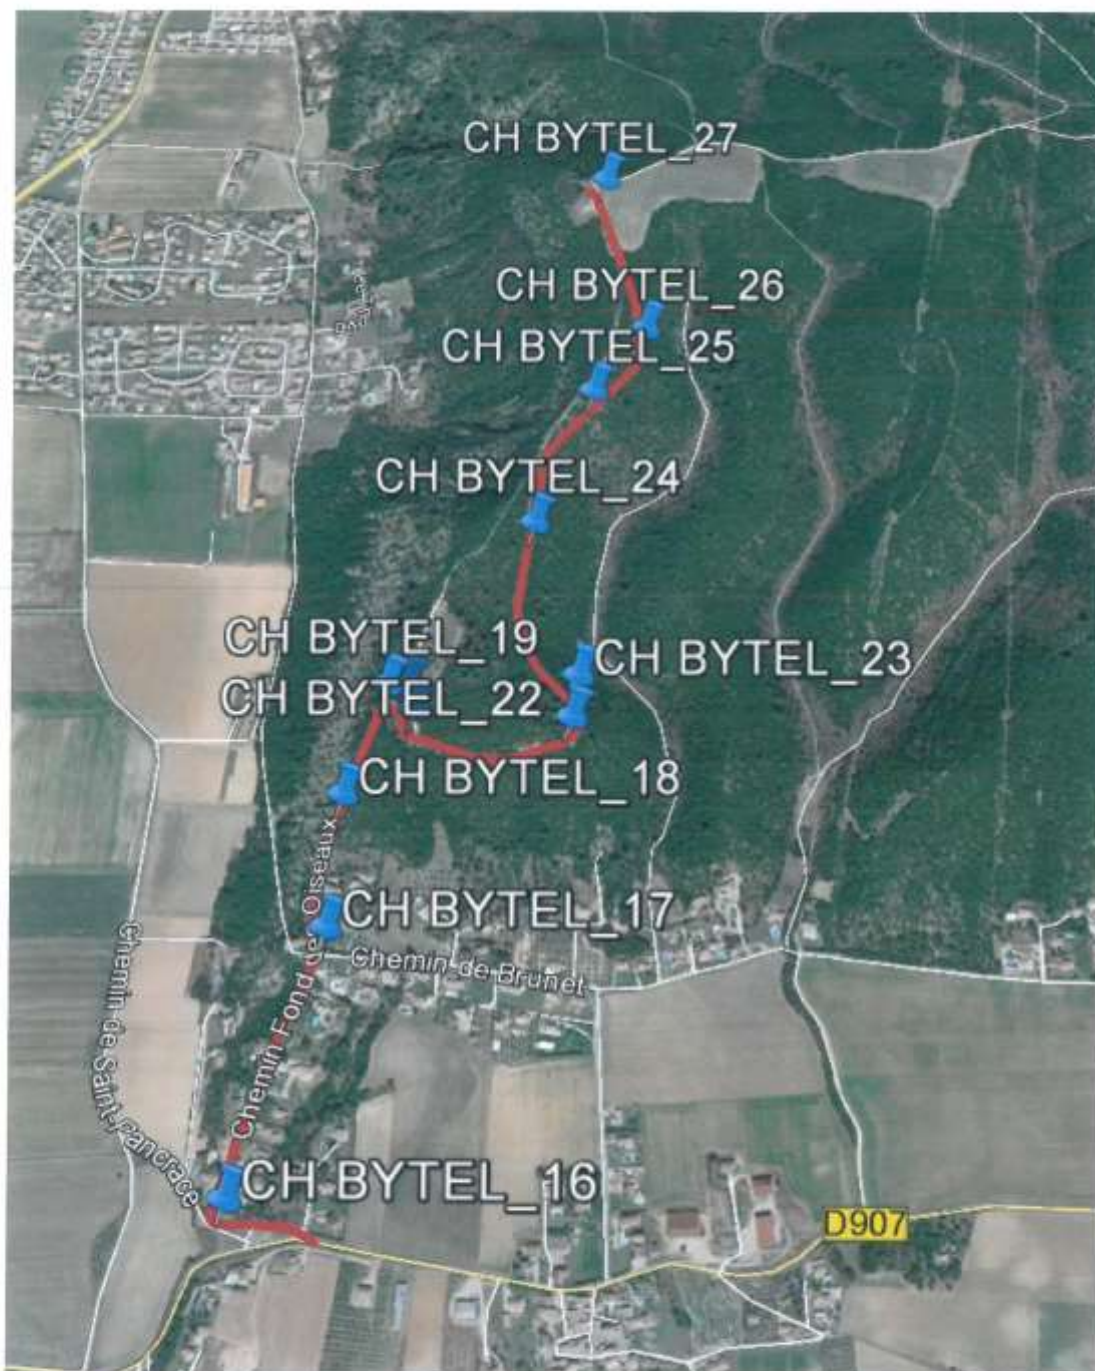 CH BYTEL_27
CH BYTEL_26
CH BYTEL_25
CH BYTEL_24
CH BYTEL_19
CH BYTEL_23
CH BYTEL_22
CH BYTEL_18
CH BYTEL_17
Chemin de Brunet
Chemin Fond des Oiseaux
Chemin de Saint-Pancrace
CH BYTEL_16
D907